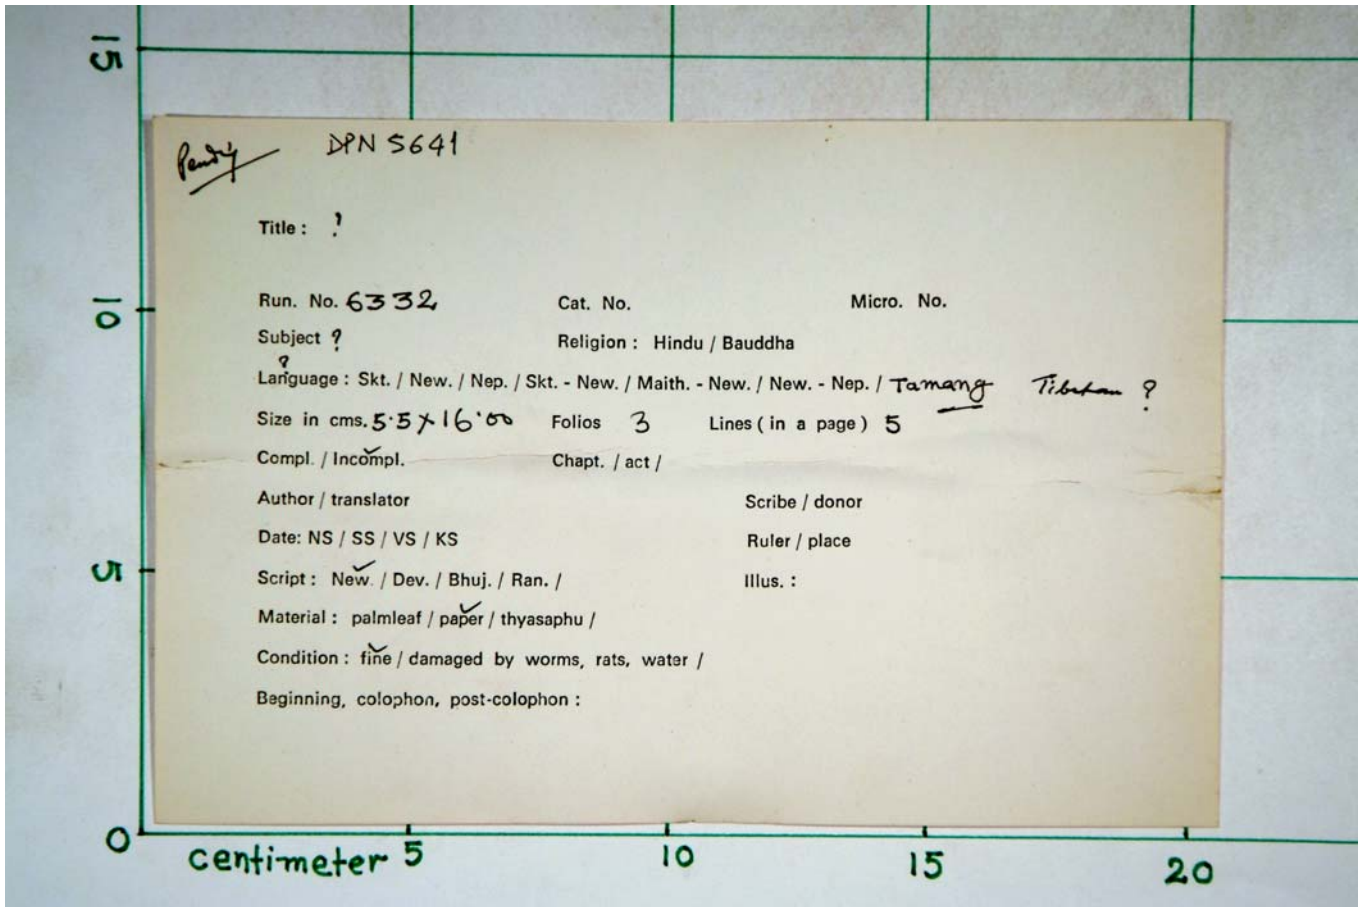 15
DPN 5641
Title : ?
10
Run. No. 6332 Cat. No. Micro. No.
Subject ? Religion : Hindu / Bauddha
?
Language : Skt. / New. / Nep. / Skt. - New. / Maith. - New. / New. - Nep. / Tamang Tibetan ?
Size in cms. 5.5 x 16.00 Folios 3 Lines ( in a page ) 5
Compl. / Incompl. Chapt. / act /
Author / translator Scribe / donor
Date: NS / SS / VS / KS Ruler / place
5
Script : New. / Dev. / Bhuj. / Ran. / Illus. :
Material : palmleaf / paper / thyasaphu /
Condition : fine / damaged by worms, rats, water /
Beginning, colophon, post-colophon :
0
centimeter 5 10 15 20